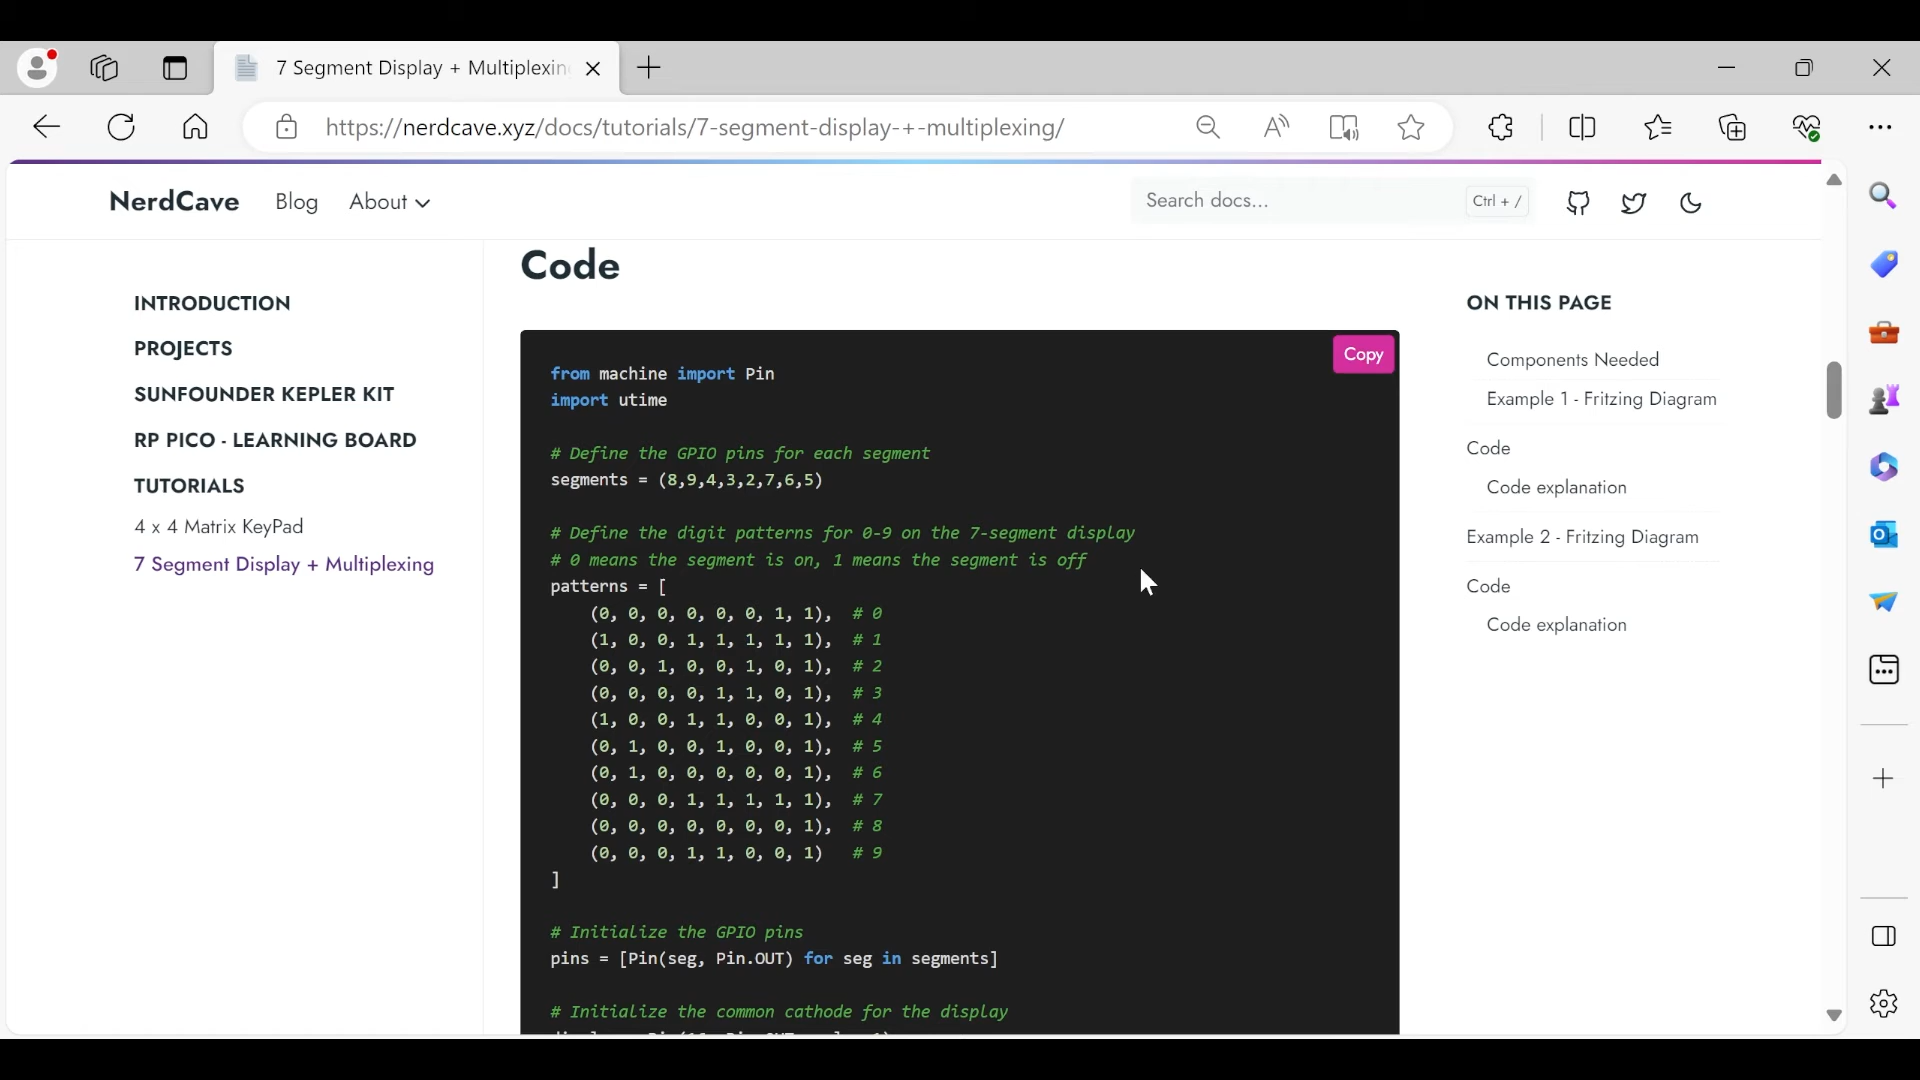 7 Segment Display + Multiplexin
https://nerdcave.xyz/docs/tutorials/7-segment-display-+-multiplexing/
NerdCave
Blog
About
Search docs...
Ctrl + /
INTRODUCTION
PROJECTS
SUNFOUNDER KEPLER KIT
RP PICO - LEARNING BOARD
TUTORIALS
4 x 4 Matrix KeyPad
7 Segment Display + Multiplexing
Code
Copy
from machine import Pin
import utime
# Define the GPIO pins for each segment
segments = (8,9,4,3,2,7,6,5)
# Define the digit patterns for 0-9 on the 7-segment display
# 0 means the segment is on, 1 means the segment is off
patterns = [
(0, 0, 0, 0, 0, 0, 1, 1), # 0
(1, 0, 0, 1, 1, 1, 1, 1), # 1
(0, 0, 1, 0, 0, 1, 0, 1), # 2
(0, 0, 0, 0, 1, 1, 0, 1), # 3
(1, 0, 0, 1, 1, 0, 0, 1), # 4
(0, 1, 0, 0, 1, 0, 0, 1), # 5
(0, 1, 0, 0, 0, 0, 0, 1), # 6
(0, 0, 0, 1, 1, 1, 1, 1), # 7
(0, 0, 0, 0, 0, 0, 0, 1), # 8
(0, 0, 0, 1, 1, 0, 0, 1) # 9
]
# Initialize the GPIO pins
pins = [Pin(seg, Pin.OUT) for seg in segments]
# Initialize the common cathode for the display
ON THIS PAGE
Components Needed
Example 1 - Fritzing Diagram
Code
Code explanation
Example 2 - Fritzing Diagram
Code
Code explanation